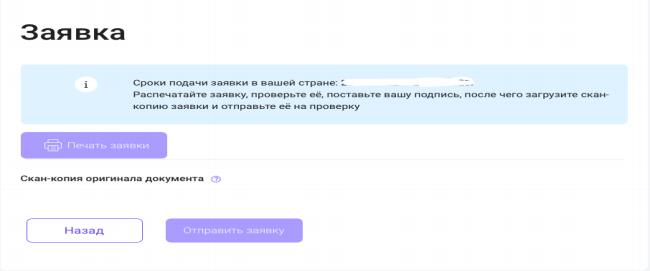 Заявка
i
Сроки подачи заявки в вашей стране:
Распечатайте заявку, проверьте её, поставьте вашу подпись, после чего загрузите скан-
копию заявки и отправьте её на проверку
Печать заявки
Скан-копия оригинала документа ?
Назад
Отправить заявку